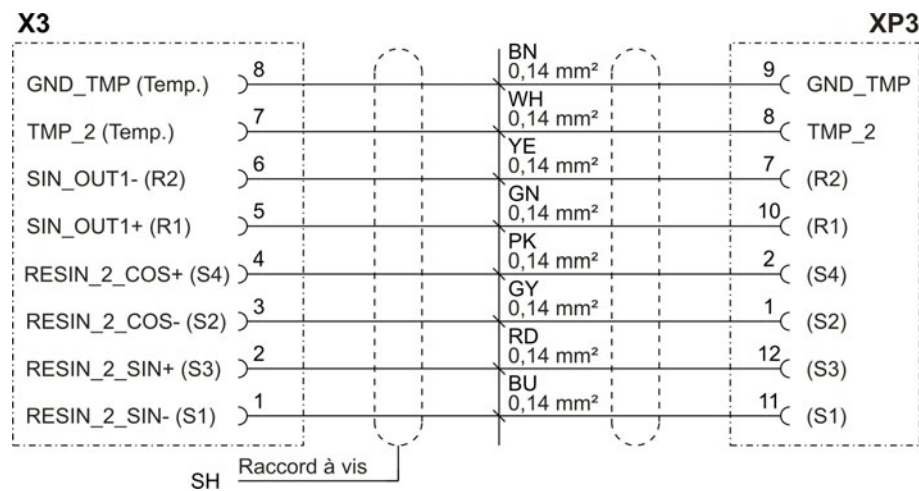 X3 XP3
BN
GND_TMP (Temp.) 8 0,14 mm² 9 GND_TMP
WH
TMP_2 (Temp.) 7 0,14 mm² 8 TMP_2
YE
SIN_OUT1- (R2) 6 0,14 mm² 7 (R2)
GN
SIN_OUT1+ (R1) 5 0,14 mm² 10 (R1)
PK
RESIN_2_COS+ (S4) 4 0,14 mm² 2 (S4)
GY
RESIN_2_COS- (S2) 3 0,14 mm² 1 (S2)
RD
RESIN_2_SIN+ (S3) 2 0,14 mm² 12 (S3)
BU
RESIN_2_SIN- (S1) 1 0,14 mm² 11 (S1)
SH Raccord à vis